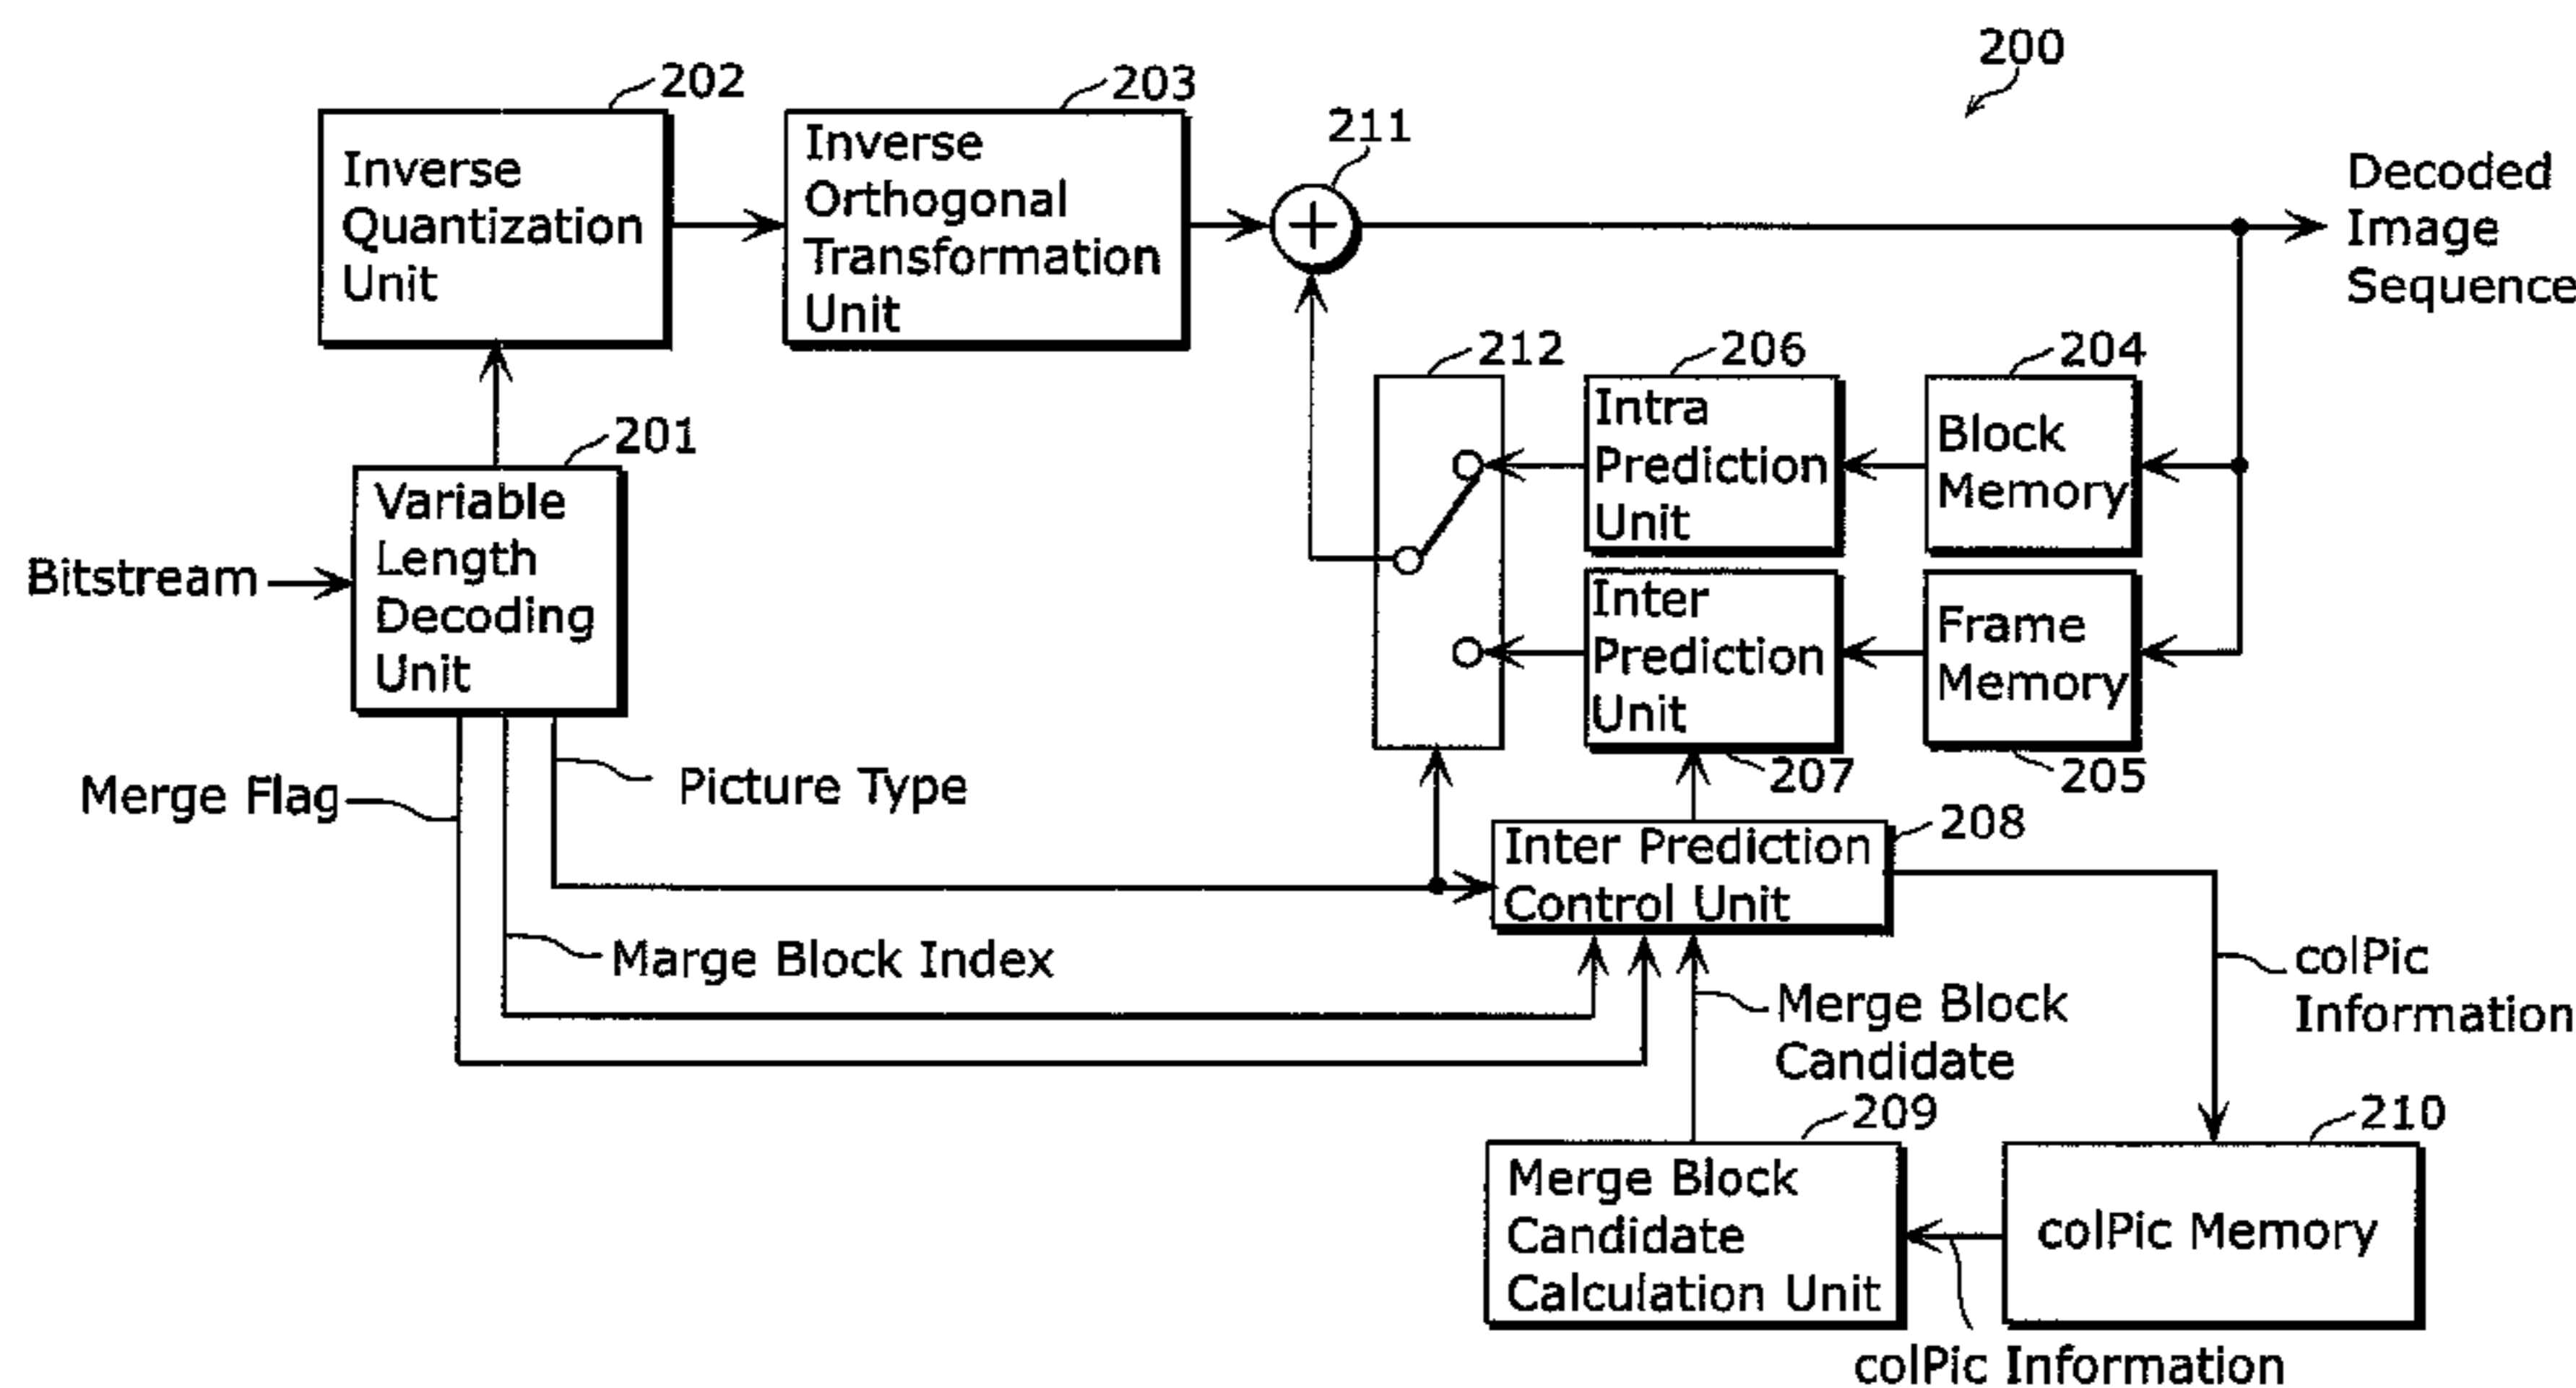 200
202
Inverse
Quantization
Unit
203
Inverse
Orthogonal
Transformation
Unit
211
Decoded
Image
Sequence
212
206
Intra
Prediction
Unit
204
Block
Memory
201
Variable
Length
Decoding
Unit
Bitstream
Inter
Prediction
Unit
207
Frame
Memory
205
Merge Flag
Picture Type
208
Inter Prediction
Control Unit
Marge Block Index
colPic
Information
Merge Block
Candidate
209
Merge Block
Candidate
Calculation Unit
210
colPic Memory
colPic Information